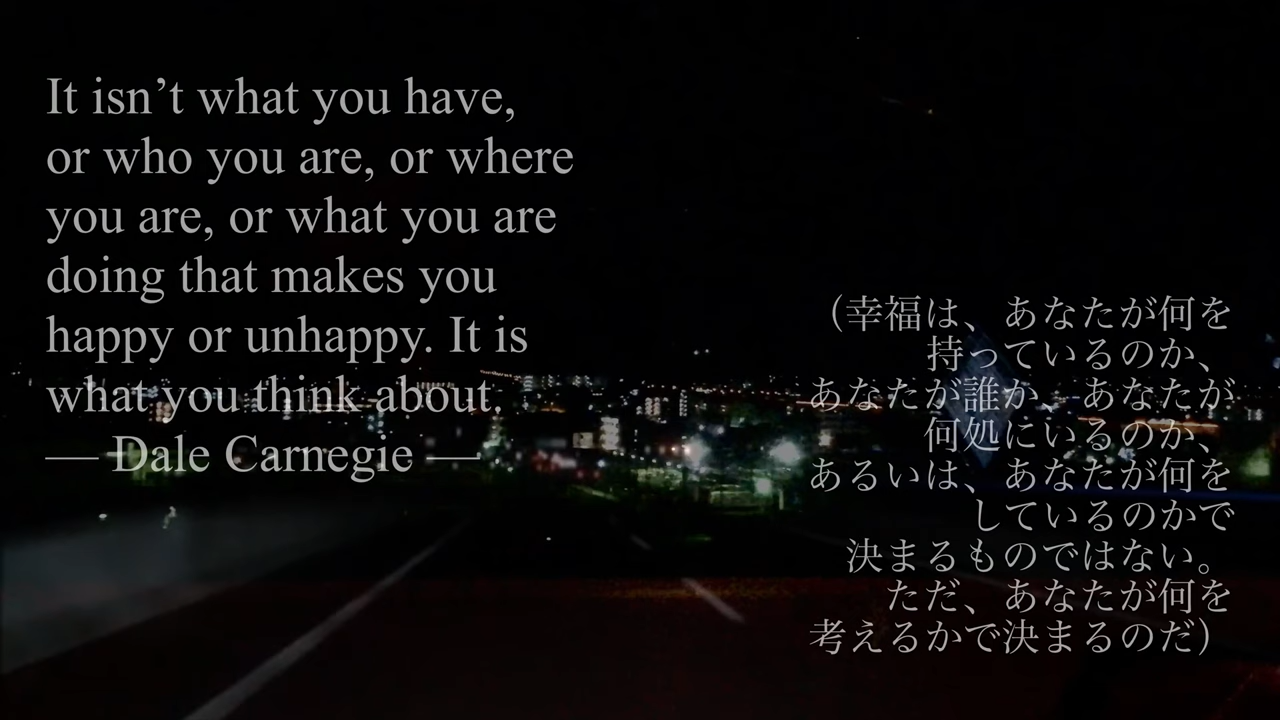 It isn’t what you have,
or who you are, or where
you are, or what you are
doing that makes you
happy or unhappy. It is
what you think about.
— Dale Carnegie —
（幸福は、あなたが何を
持っているのか、
あなたが誰か、あなたが
何処にいるのか、
あるいは、あなたが何を
しているのかで
決まるものではない。
ただ、あなたが何を
考えるかで決まるのだ）